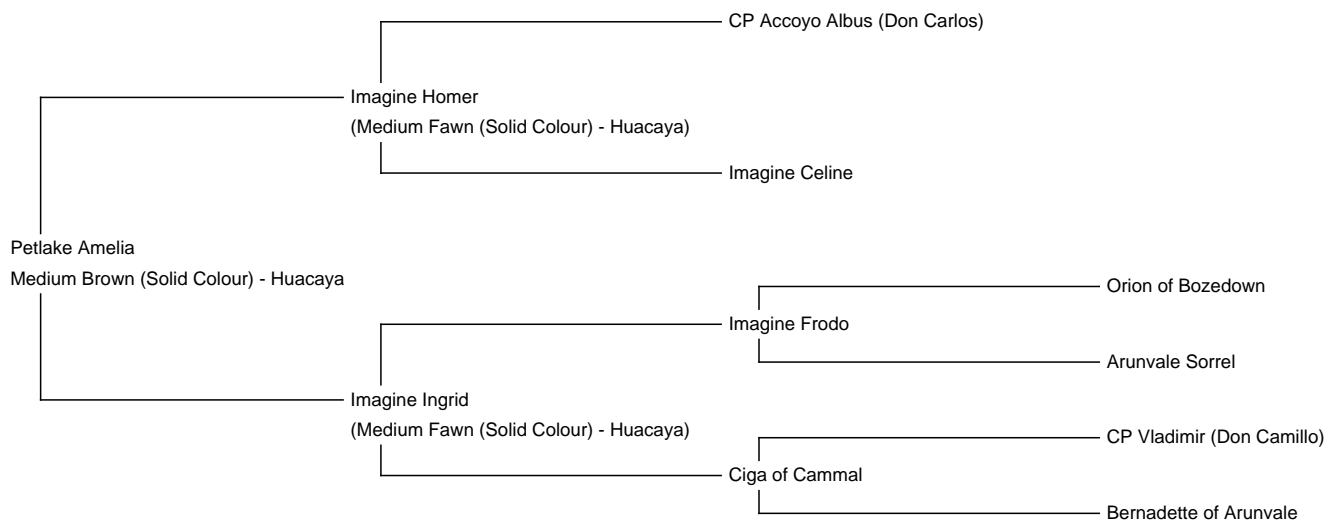 CP Accoyo Albus (Don Carlos)
Imagine Homer
(Medium Fawn (Solid Colour) - Huacaya)
Imagine Celine
Petlake Amelia
Medium Brown (Solid Colour) - Huacaya
Orion of Bozedown
Imagine Frodo
Arunvale Sorrel
Imagine Ingrid
(Medium Fawn (Solid Colour) - Huacaya)
CP Vladimir (Don Camillo)
Ciga of Cammal
Bernadette of Arunvale